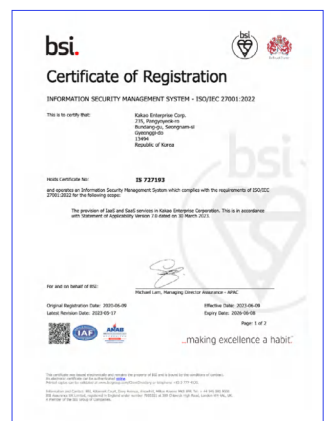 bsi.
bsi
Certificate of Registration
INFORMATION SECURITY MANAGEMENT SYSTEM - ISO/IEC 27001:2022
This is to certify that:
Kakao Enterprise Corp.
235, Pangyoyeok-ro
Bundang-gu, Seongnam-si
Gyeonggi-do
13494
Republic of Korea
Holds Certificate No:
IS 727193
and operates an Information Security Management System which complies with the requirements of ISO/IEC
27001:2022 for the following scope:
The provision of IaaS and SaaS services in Kakao Enterprise Corporation. This is in accordance
with Statement of Applicability Version 7.0 dated on 10 March 2023.
bsi.
For and on behalf of BSI:
Michael Lam, Managing Director Assurance - APAC
Original Registration Date: 2020-06-09
Effective Date: 2023-06-09
Latest Revision Date: 2023-05-17
Expiry Date: 2026-06-08
Page: 1 of 2
IAF
ANAB
...making excellence a habit.